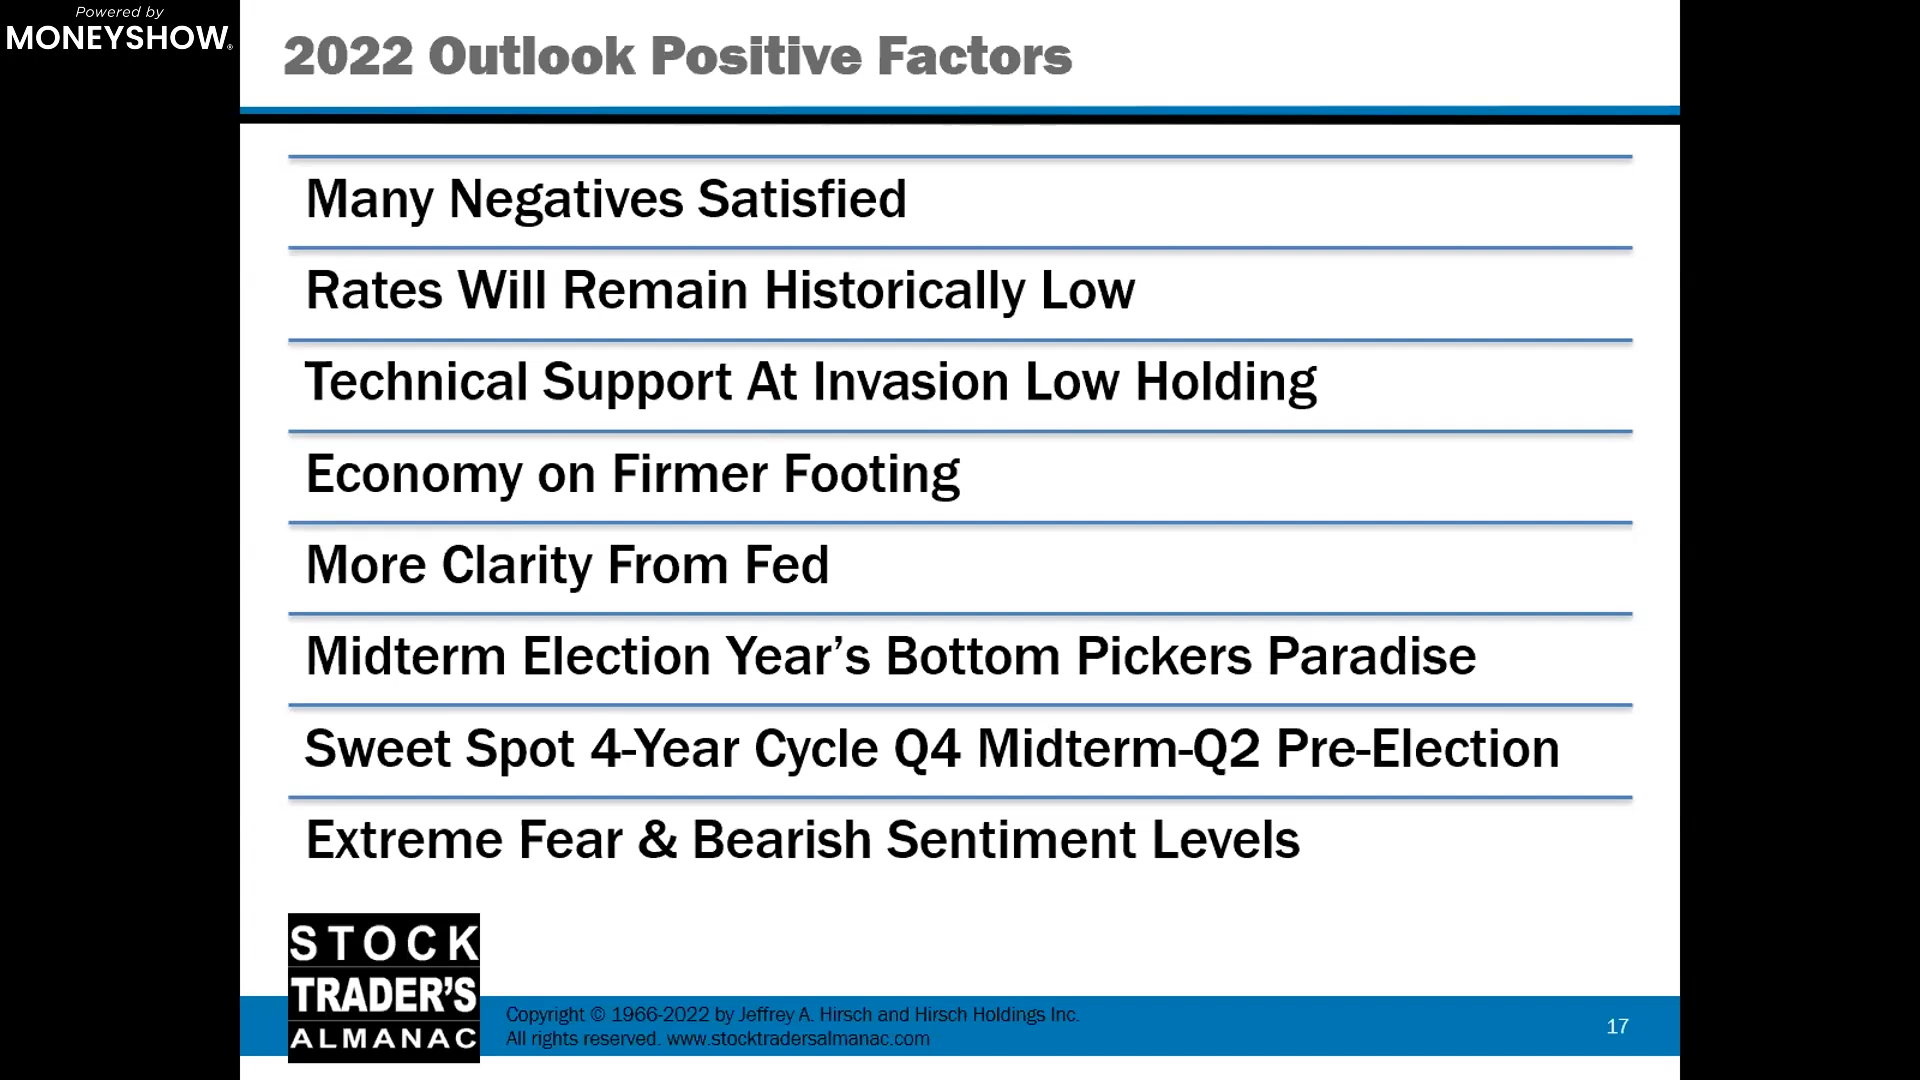 Powered by
MONEYSHOW®
2022 Outlook Positive Factors
Many Negatives Satisfied
Rates Will Remain Historically Low
Technical Support At Invasion Low Holding
Economy on Firmer Footing
More Clarity From Fed
Midterm Election Year’s Bottom Pickers Paradise
Sweet Spot 4-Year Cycle Q4 Midterm-Q2 Pre-Election
Extreme Fear & Bearish Sentiment Levels
STOCK
TRADER’S
ALMANAC
Copyright © 1966-2022 by Jeffrey A. Hirsch and Hirsch Holdings Inc.
All rights reserved. www.stocktradersalmanac.com
17